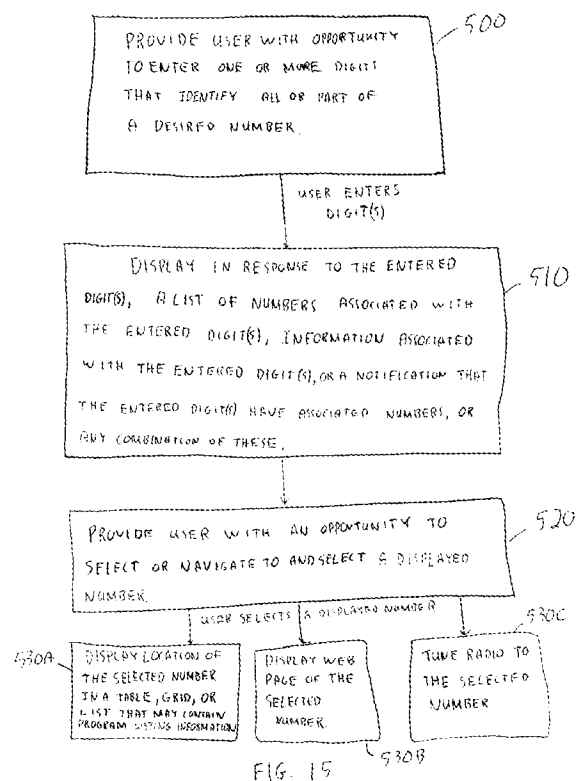 PROVIDE USER WITH OPPORTUNITY
TO ENTER ONE OR MORE DIGITS
THAT IDENTIFY ALL OR PART OF
A DESIRED NUMBER.
500
USER ENTERS
DIGIT(S)
DISPLAY IN RESPONSE TO THE ENTERED
DIGIT(S), A LIST OF NUMBERS ASSOCIATED WITH
THE ENTERED DIGIT(S), INFORMATION ASSOCIATED
WITH THE ENTERED DIGIT(S), OR A NOTIFICATION THAT
THE ENTERED DIGIT(S) HAVE ASSOCIATED NUMBERS, OR
ANY COMBINATION OF THESE.
510
PROVIDE USER WITH AN OPPORTUNITY TO
SELECT OR NAVIGATE TO AND SELECT A DISPLAYED
NUMBER.
520
USER SELECTS A DISPLAYED NUMBER
530A
DISPLAY LOCATION OF
THE SELECTED NUMBER
IN A TABLE, GRID, OR
LIST THAT MAY CONTAIN
PROGRAM LISTING INFORMATION
DISPLAY WEB
PAGE OF THE
SELECTED
NUMBER.
530B
530C
TUNE RADIO TO
THE SELECTED
NUMBER
FIG. 15